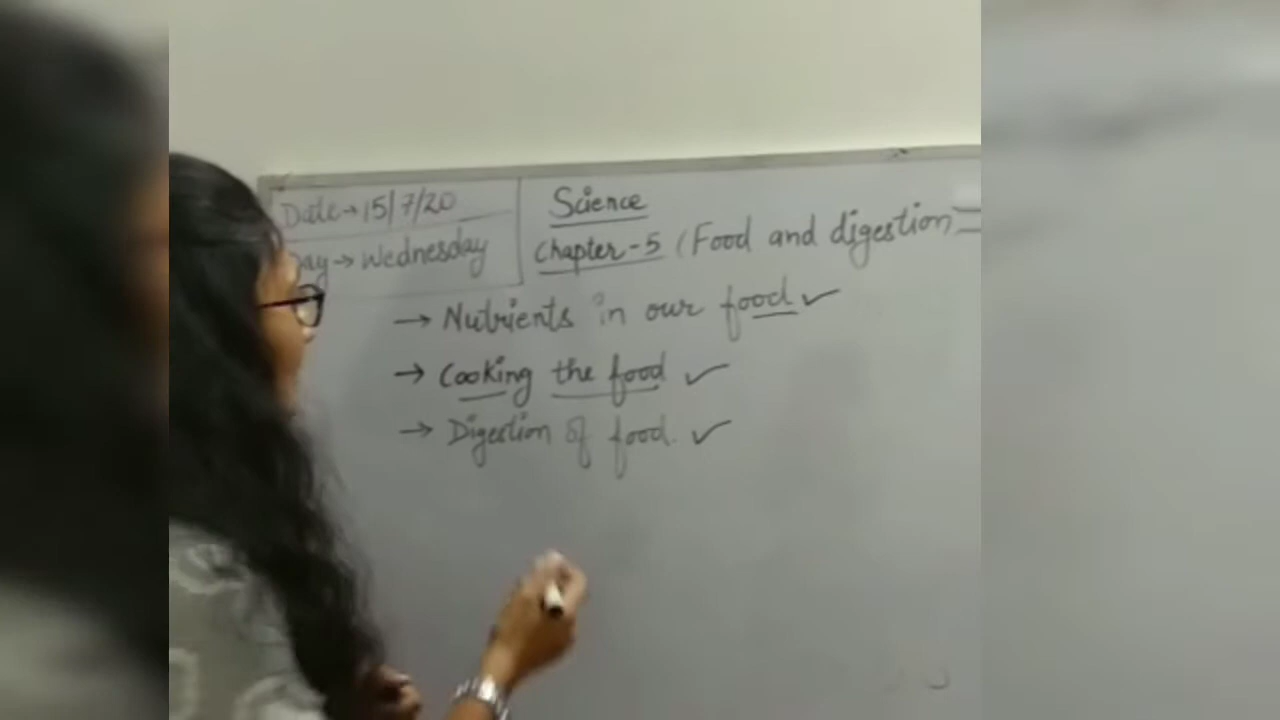 Date→15/7/20
Day→Wednesday
Science
Chapter-5 (Food and digestion
→ Nutrients in our food ✓
→ Cooking the food ✓
→ Digestion of food. ✓